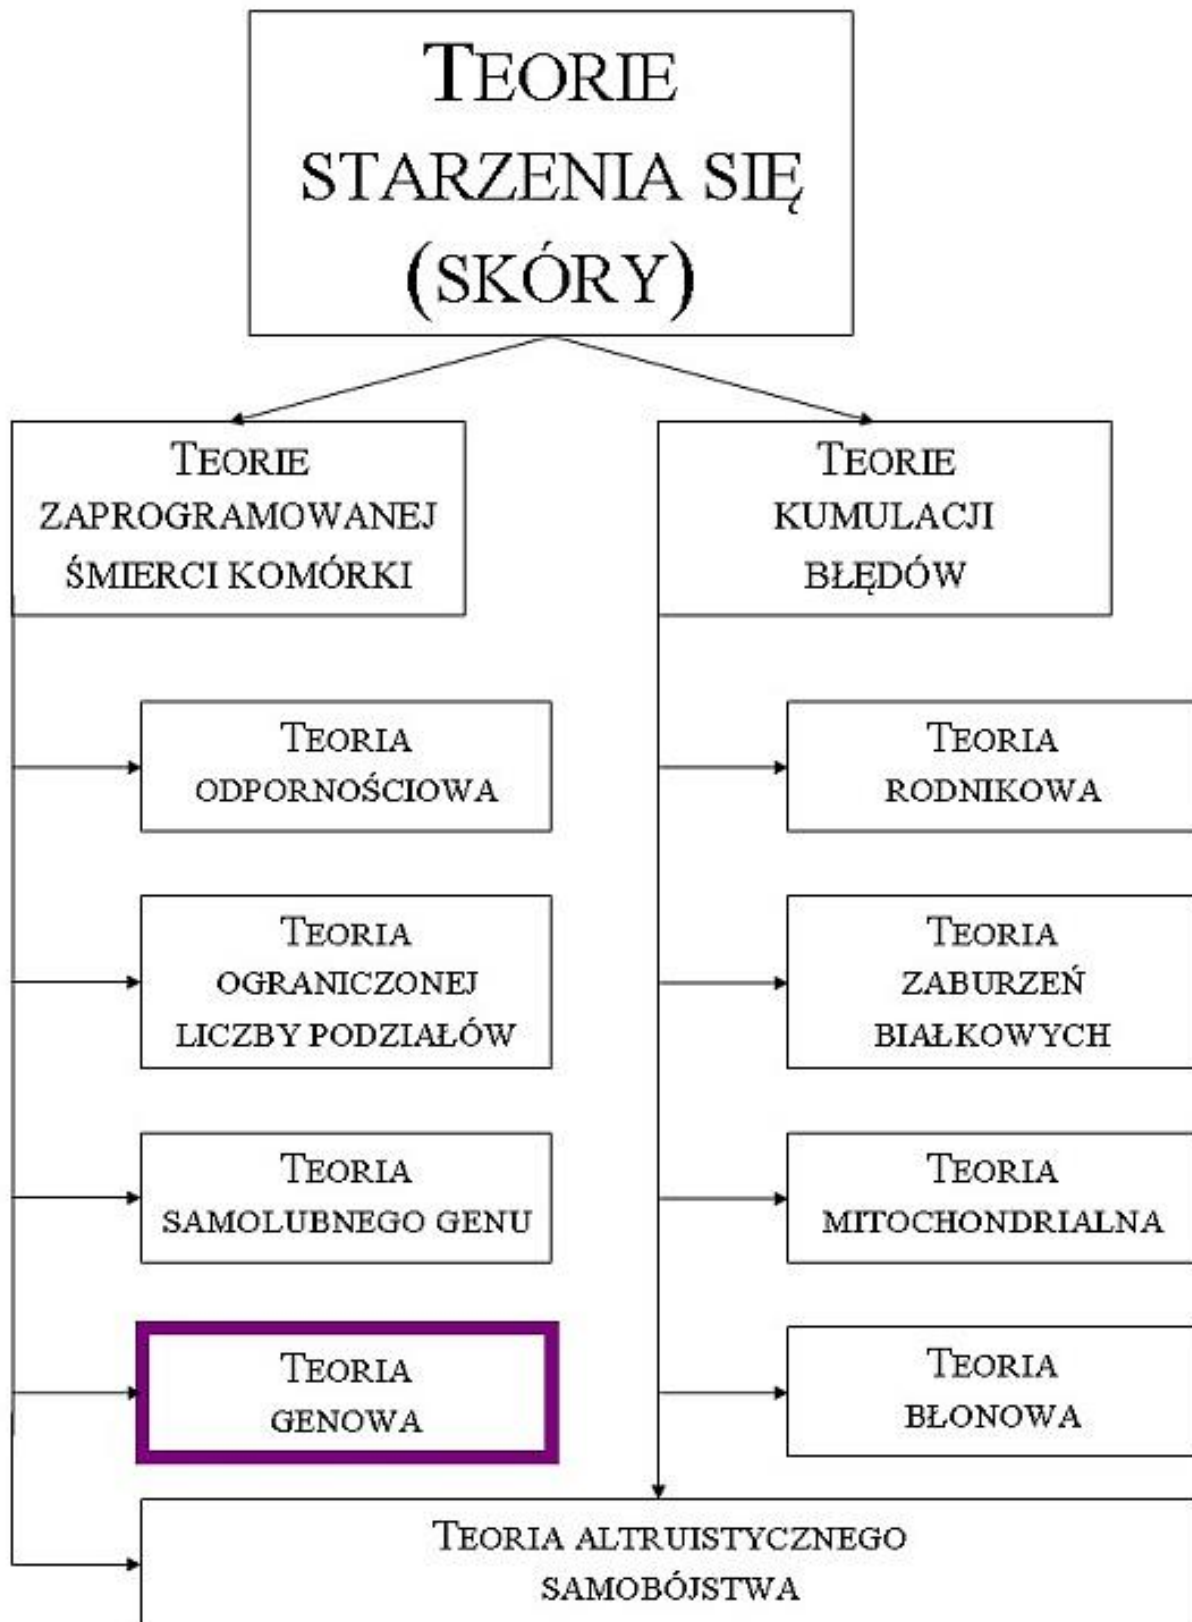 TEORIE
STARZENIA SIĘ
(SKÓRY)
TEORIE
ZAPROGRAMOWANEJ
ŚMIERCI KOMÓRKI
TEORIE
KUMULACJI
BŁĘDÓW
TEORIA
ODPORNOŚCIOWA
TEORIA
RODNIKOWA
TEORIA
OGRANICZONEJ
LICZBY PODZIAŁÓW
TEORIA
ZABURZEŃ
BIAŁKOWYCH
TEORIA
SAMOLUBNEGO GENU
TEORIA
MITOCHONDRIALNA
TEORIA
GENOWA
TEORIA
BŁONOWA
TEORIA ALTRUISTYCZNEGO
SAMOBÓJSTWA